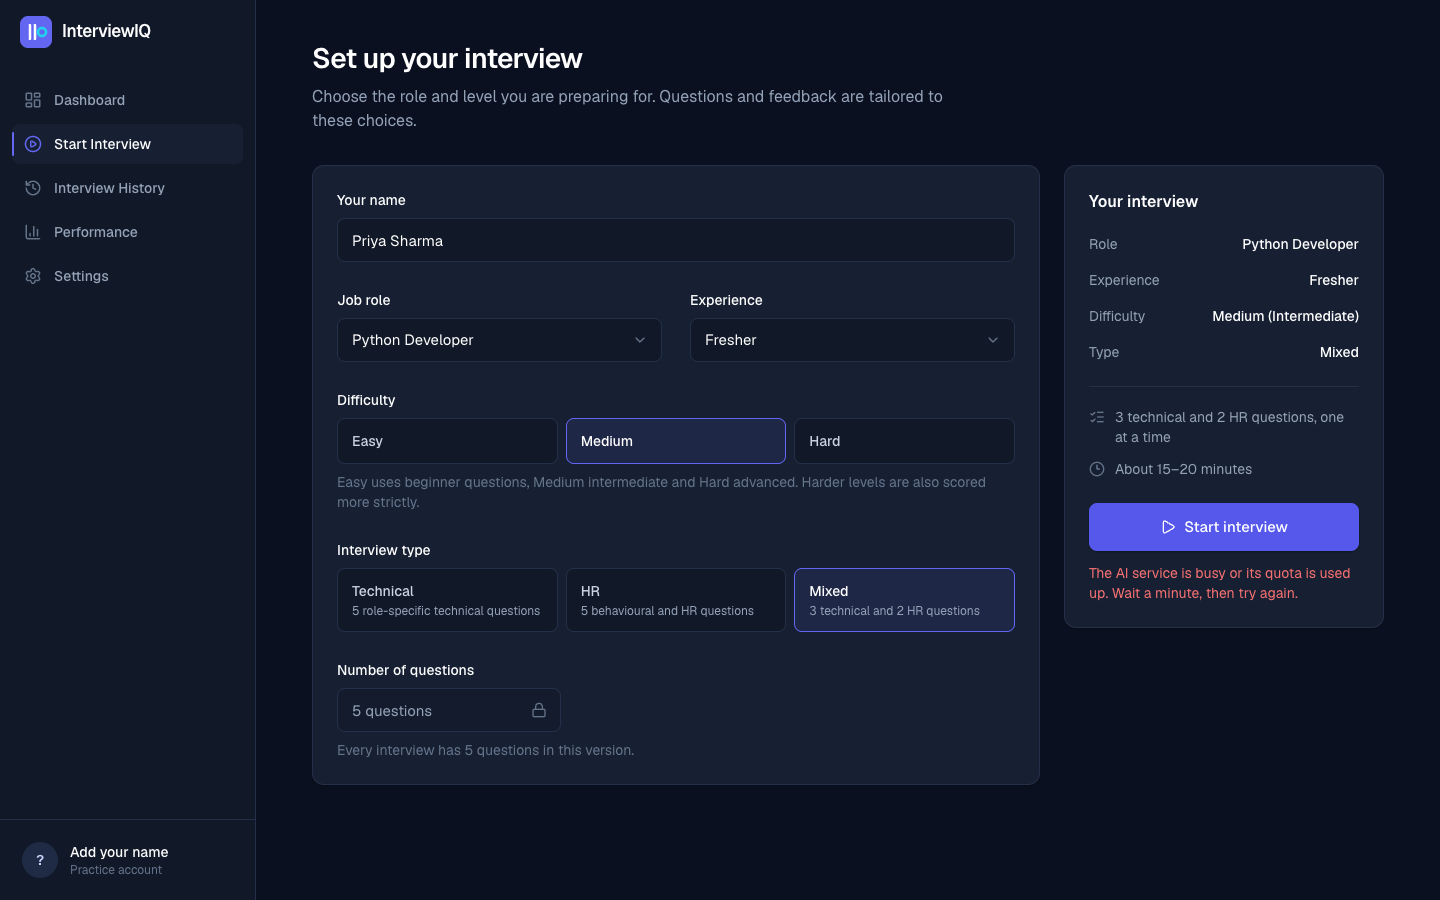 InterviewIQ
Dashboard
Start Interview
Interview History
Performance
Settings
Add your name
Practice account
?
Set up your interview
Choose the role and level you are preparing for. Questions and feedback are tailored to
these choices.
Your name
Priya Sharma
Job role
Experience
Python Developer
Fresher
Difficulty
Easy
Medium
Hard
Easy uses beginner questions, Medium intermediate and Hard advanced. Harder levels are also scored
more strictly.
Interview type
Technical
5 role-specific technical questions
HR
5 behavioural and HR questions
Mixed
3 technical and 2 HR questions
Number of questions
5 questions
Every interview has 5 questions in this version.
Your interview
Role Python Developer
Experience Fresher
Difficulty Medium (Intermediate)
Type Mixed
3 technical and 2 HR questions, one
at a time
About 15–20 minutes
Start interview
The AI service is busy or its quota is used
up. Wait a minute, then try again.